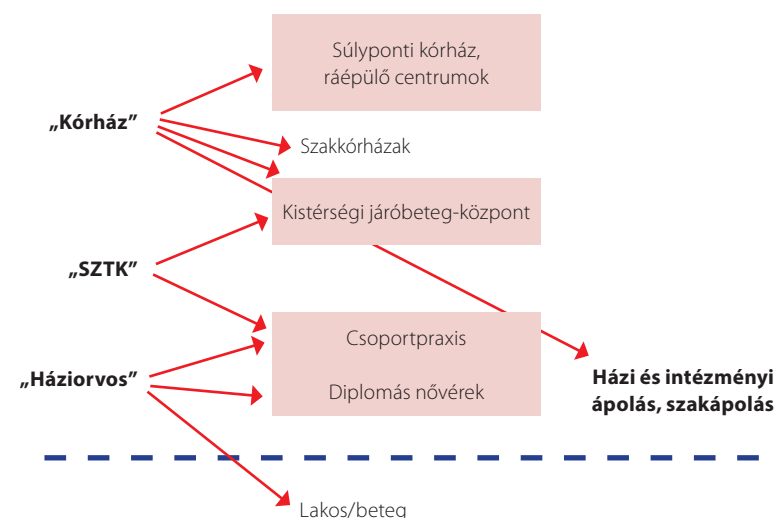 Súlyponti kórház,
ráépülő centrumok
„Kórház”
Szakkórházak
Kistérségi járóbeteg-központ
„SZTK”
Csoportpraxis
„Háziorvos”
Diplomás nővérek
Házi és intézményi
ápolás, szakápolás
Lakos/beteg